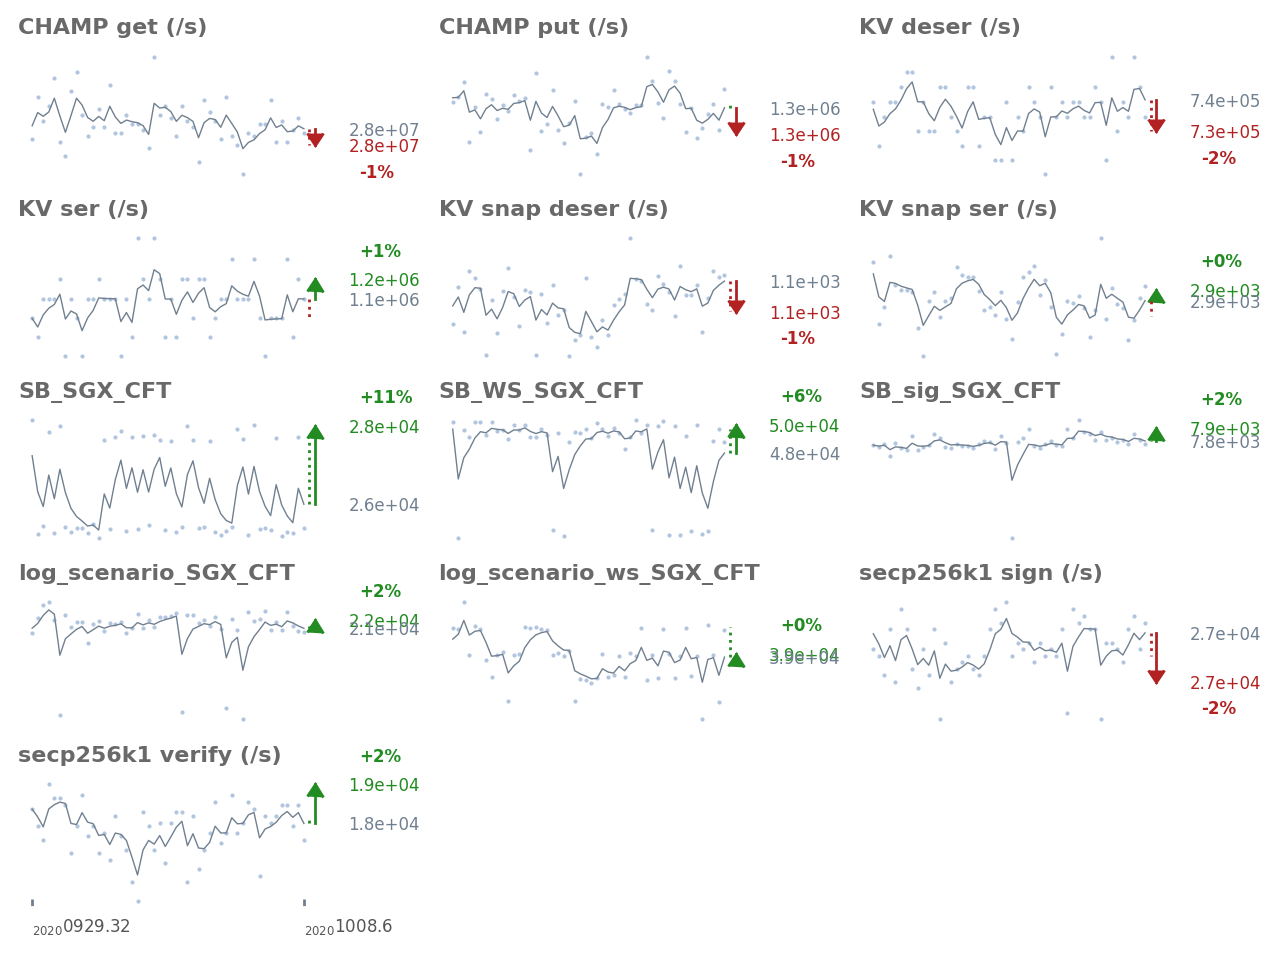 CHAMP get (/s)
2.8e+07
2.8e+07
-1%
CHAMP put (/s)
1.3e+06
1.3e+06
-1%
KV deser (/s)
7.4e+05
7.3e+05
-2%
KV ser (/s)
+1%
1.2e+06
1.1e+06
KV snap deser (/s)
1.1e+03
1.1e+03
-1%
KV snap ser (/s)
+0%
2.9e+03
2.9e+03
SB_SGX_CFT
+11%
2.8e+04
2.6e+04
SB_WS_SGX_CFT
+6%
5.0e+04
4.8e+04
SB_sig_SGX_CFT
+2%
7.9e+03
7.8e+03
log_scenario_SGX_CFT
+2%
2.2e+04
2.1e+04
log_scenario_ws_SGX_CFT
+0%
3.9e+04
3.9e+04
secp256k1 sign (/s)
2.7e+04
2.7e+04
-2%
secp256k1 verify (/s)
+2%
1.9e+04
1.8e+04
20200929.32
20201008.6